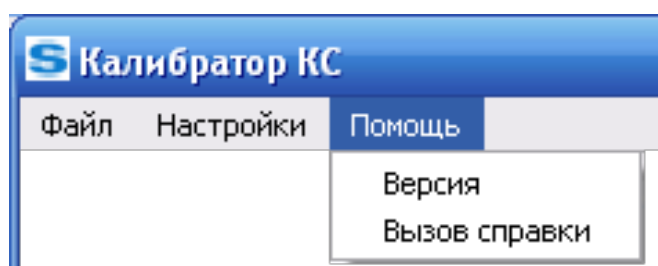 S Калибратор КС
Файл Настройки Помощь
Версия
Вызов справки